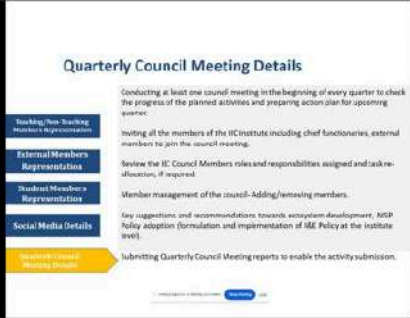 Quarterly Council Meeting Details
Conducting at least one council meeting in the beginning of every quarter to check
the progress of the planned activities and preparing action plan for upcoming
quarter.
Teaching/Non-Teaching
Members Representation
Inviting all the members of the IIC Institute including chief functionaries, external
members to join the council meeting.
External Members
Representation
Review the IIC Council Members roles and responsibilities assigned and task re-
allocation, if required
Student Members
Representation
Member management of the council- Adding/removing members.
Social Media Details
Key suggestions and recommendations towards ecosystem development, NISP
Policy adoption (formulation and implementation of I&E Policy at the institute
level).
Quarterly Council
Meeting Details
Submitting Quarterly Council Meeting reports to enable the activity submission.